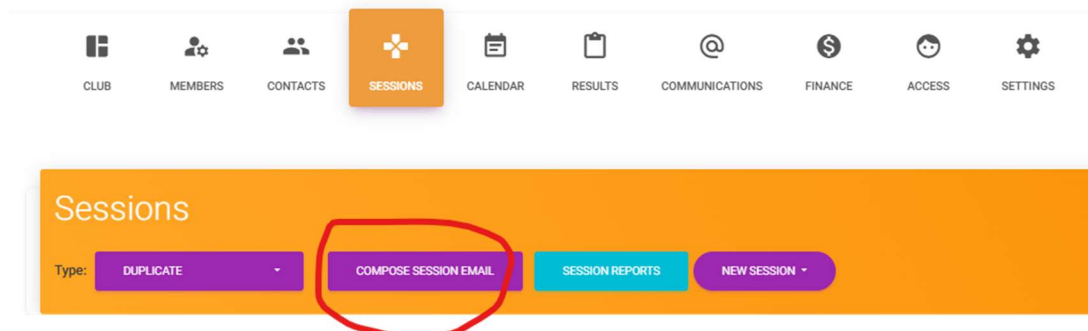 CLUB MEMBERS CONTACTS SESSIONS CALENDAR RESULTS COMMUNICATIONS FINANCE ACCESS SETTINGS
Sessions
Type: DUPLICATE COMPOSE SESSION EMAIL SESSION REPORTS NEW SESSION